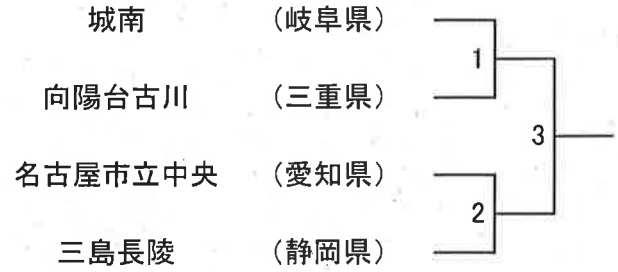 城南 (岐阜県)
1
向陽台古川 (三重県)
3
名古屋市立中央 (愛知県)
2
三島長陵 (静岡県)